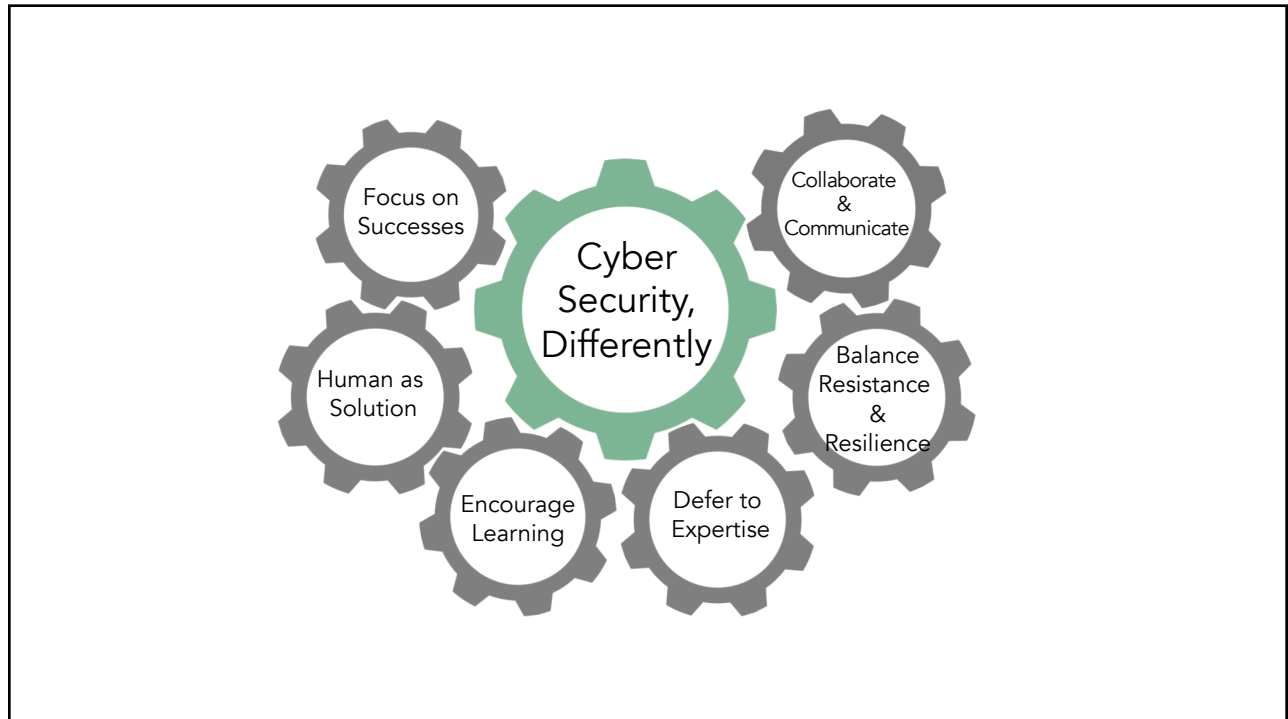 Focus on
Successes
Human as
Solution
Encourage
Learning
Cyber
Security,
Differently
Defer to
Expertise
Balance
Resistance
&
Resilience
Collaborate
&
Communicate